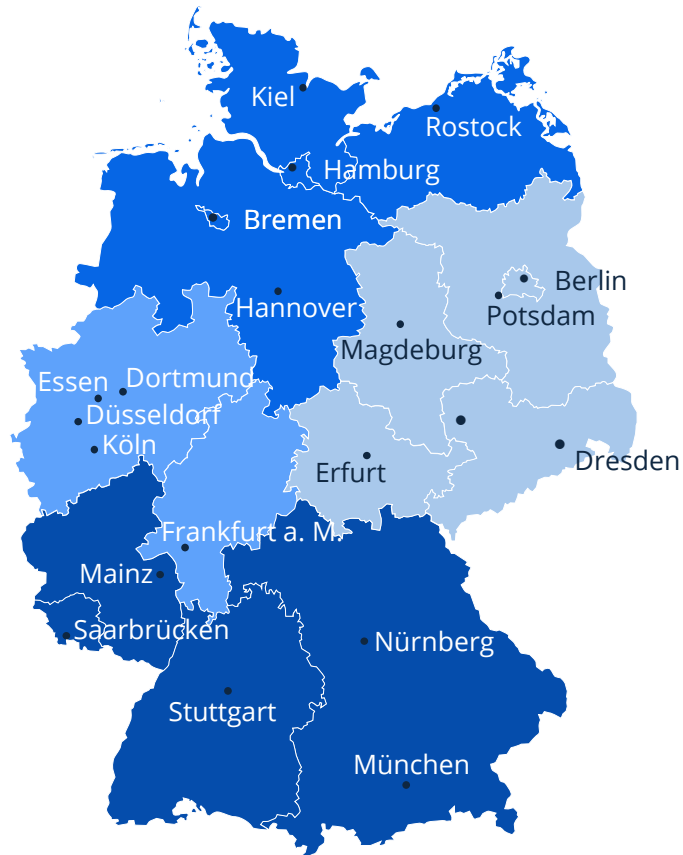 Kiel
Rostock
Hamburg
Bremen
Berlin
Hannover
Potsdam
Magdeburg
Essen
Dortmund
Düsseldorf
Köln
Erfurt
Dresden
Frankfurt a. M.
Mainz
Saarbrücken
Nürnberg
Stuttgart
München